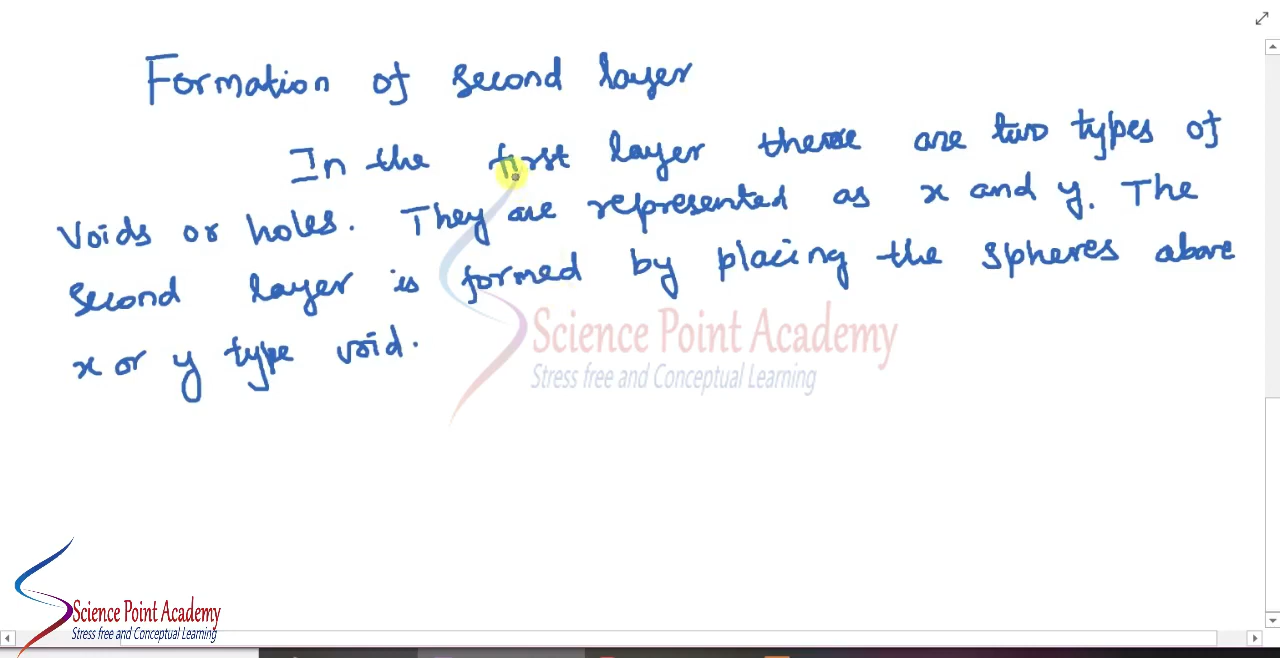 Formation of second layer
In the first layer there are two types of
voids or holes. They are represented as x and y. The
second layer is formed by placing the spheres above
x or y type void.
Science Point Academy
Stress free and Conceptual Learning
Science Point Academy
Stress free and Conceptual Learning